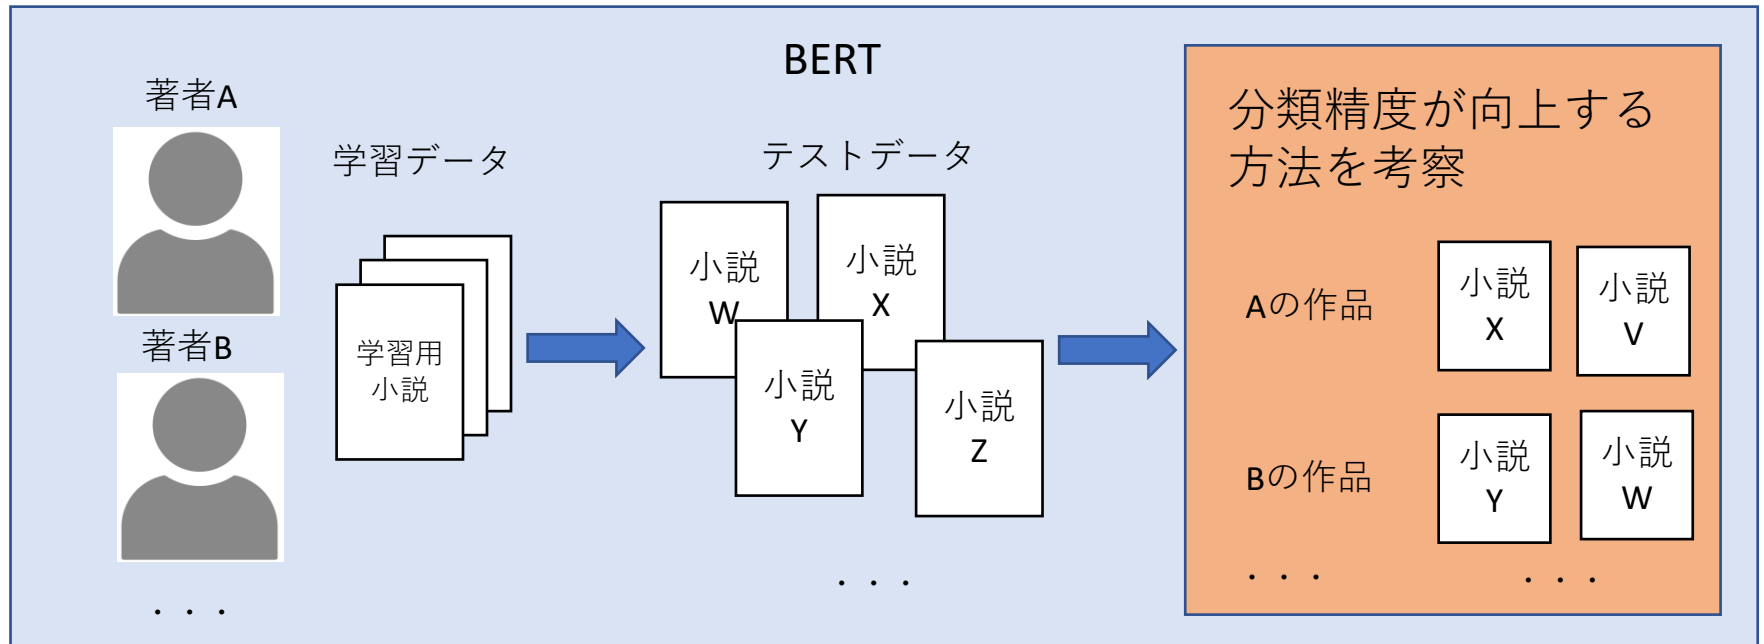 BERT
著者A
著者B
・・・
学習データ
学習用
小説
テストデータ
小説
W
小説
X
小説
Y
小説
Z
・・・
分類精度が向上する
方法を考察
Aの作品
小説
X
小説
V
Bの作品
小説
Y
小説
W
・・・
・・・